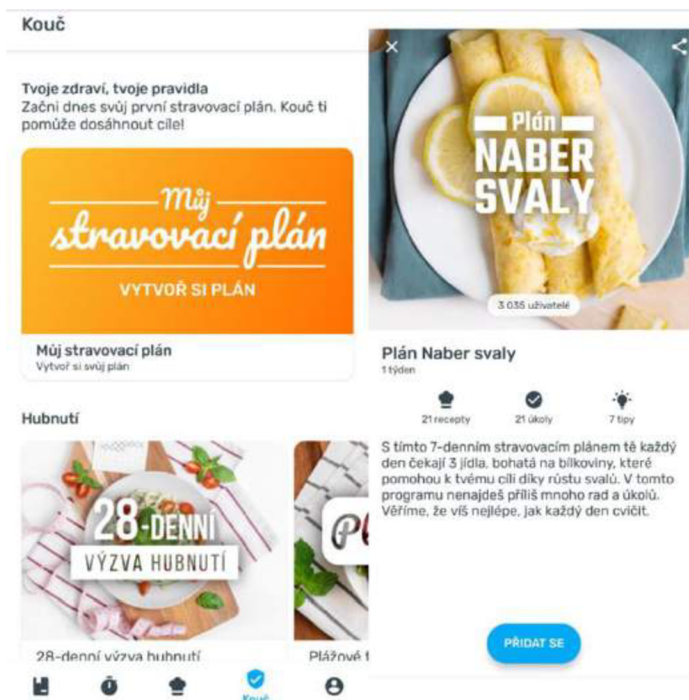 Kouč
Tvoje zdraví, tvoje pravidla
Začni dnes svůj první stravovací plán. Kouč ti
pomůže dosáhnout cíle!
Můj
stravovací plán
VYTVOŘ SI PLÁN
Můj stravovací plán
Vytvoř si svůj plán
Hubnutí
28-DENNÍ
VÝZVA HUBNUTÍ
28-denní výzva hubnutí
Plážové
Kouč
Plán
NABER
SVALY
3 035 uživatelé
Plán Naber svaly
1 týden
21 recepty
21 úkoly
7 tipy
S tímto 7-denním stravovacím plánem tě každý
den čekají 3 jídla, bohatá na bílkoviny, které
pomohou k tvému cíli díky růstu svalů. V tomto
programu nenajdeš příliš mnoho rad a úkolů.
Věříme, že víš nejlépe, jak každý den cvičit.
PŘIDAT SE